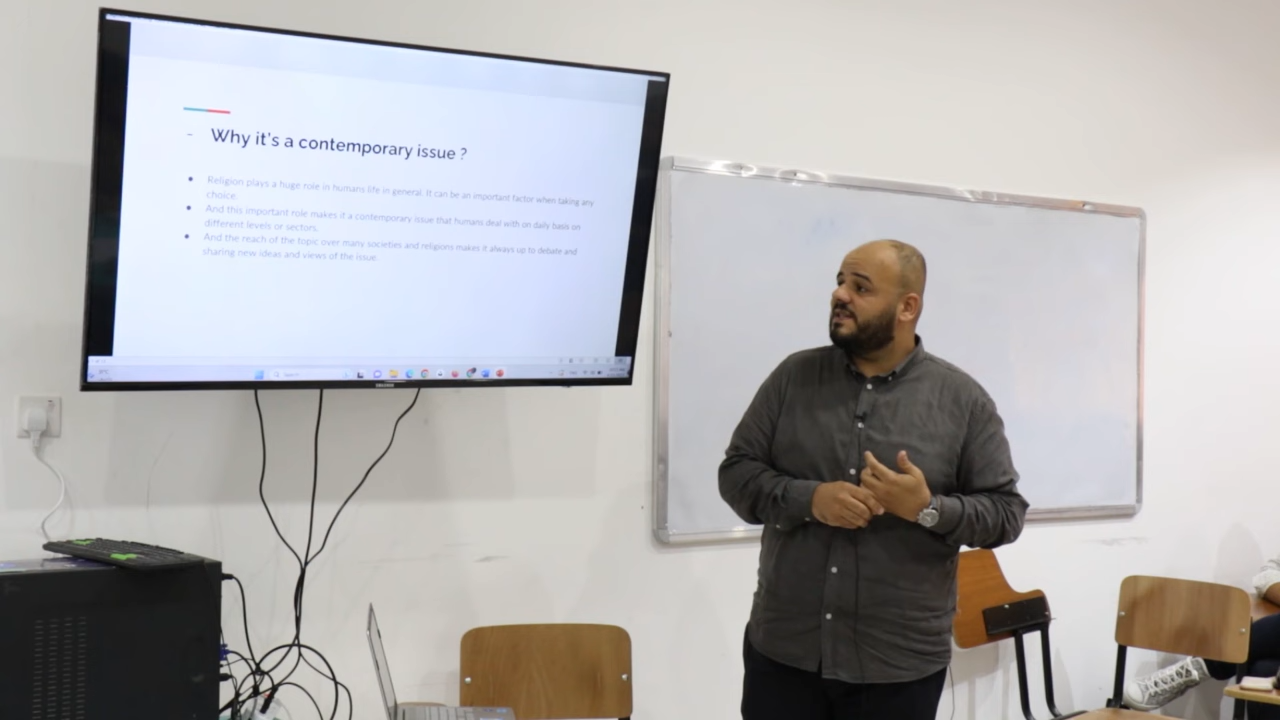 - Why it's a contemporary issue ?
• Religion plays a huge role in humans life in general. It can be an important factor when taking any
choice.
• And this important role makes it a contemporary issue that humans deal with on daily basis on
different levels or sectors.
• And the reach of the topic over many societies and religions makes it always up to debate and
sharing new ideas and views of the issue.
Search